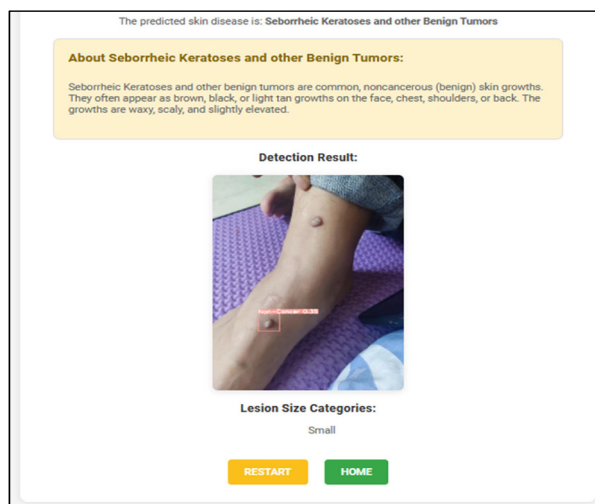 The predicted skin disease is: Seborrheic Keratoses and other Benign Tumors
About Seborrheic Keratoses and other Benign Tumors:
Seborrheic Keratoses and other benign tumors are common, noncancerous (benign) skin growths.
They often appear as brown, black, or light tan growths on the face, chest, shoulders, or back. The
growths are waxy, scaly, and slightly elevated.
Detection Result:
Non-Cancer 0.35
Lesion Size Categories:
Small
RESTART
HOME